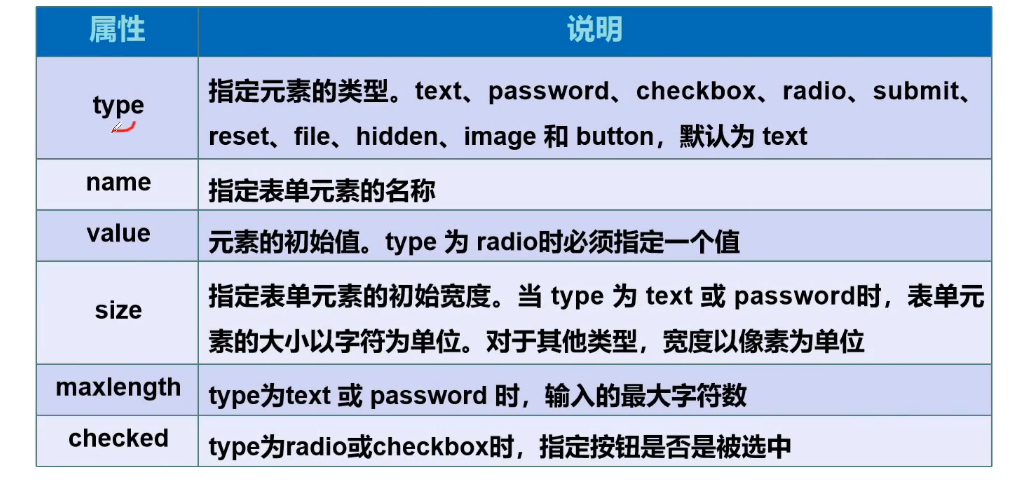 属性 说明
type 指定元素的类型。text、password、checkbox、radio、submit、
reset、file、hidden、image 和 button，默认为 text
name 指定表单元素的名称
value 元素的初始值。type 为 radio时必须指定一个值
size 指定表单元素的初始宽度。当 type 为 text 或 password时，表单元
素的大小以字符为单位。对于其他类型，宽度以像素为单位
maxlength type为text 或 password 时，输入的最大字符数
checked type为radio或checkbox时，指定按钮是否是被选中